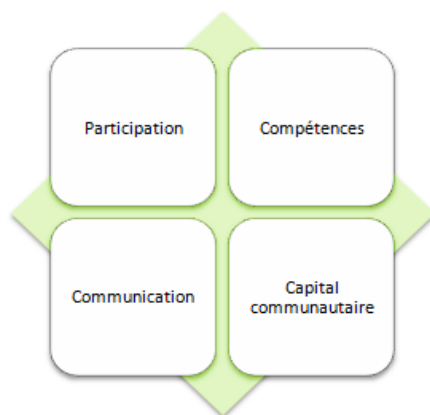 Participation
Compétences
Communication
Capital
communautaire